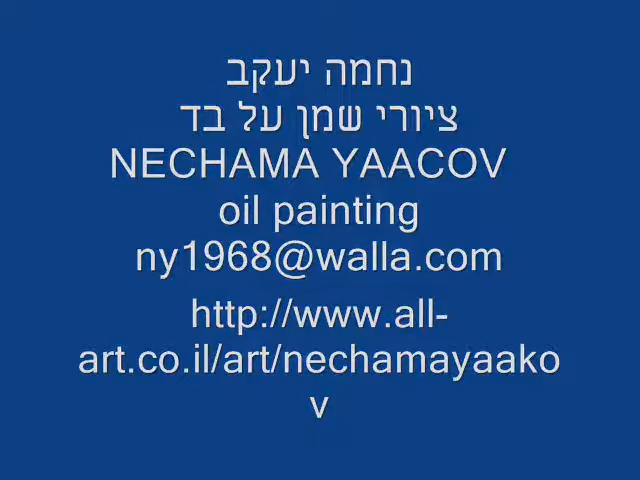 נחמה יעקב
ציורי שמן על בד
NECHAMA YAACOV
oil painting
ny1968@walla.com
http://www.all-
art.co.il/art/nechamayaako
v